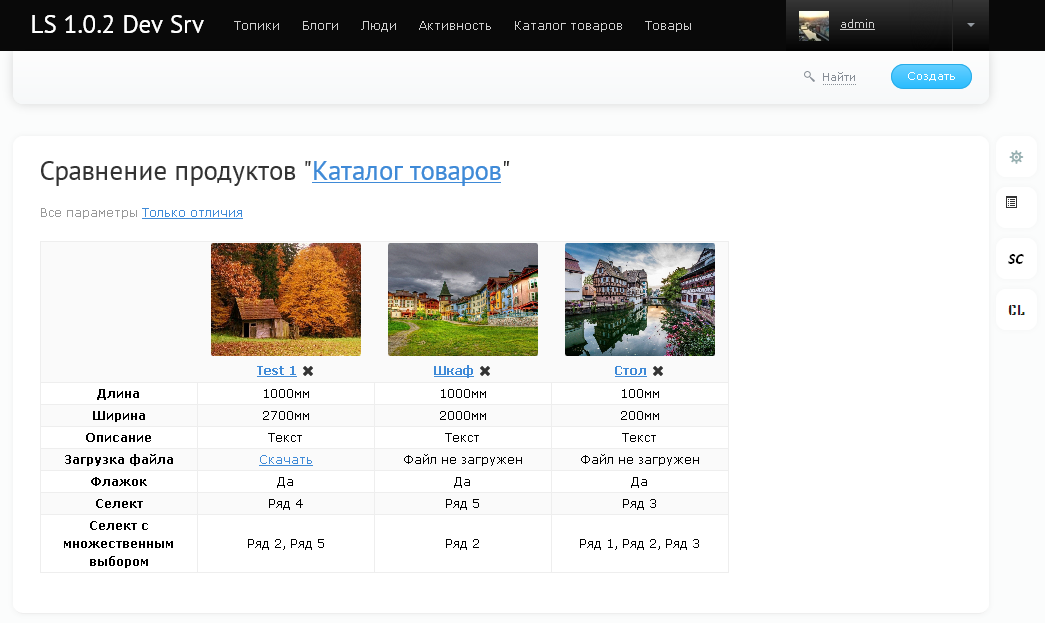 LS 1.0.2 Dev Srv Топики Блоги Люди Активность Каталог товаров Товары admin
Найти Создать
Сравнение продуктов "Каталог товаров"
Все параметры Только отличия
SC
CL
Test 1 ✖ Шкаф ✖ Стол ✖
Длина 1000мм 1000мм 100мм
Ширина 2700мм 2000мм 200мм
Описание Текст Текст Текст
Загрузка файла Скачать Файл не загружен Файл не загружен
Флажок Да Да Да
Селект Ряд 4 Ряд 5 Ряд 3
Селект с
множественным Ряд 2, Ряд 5 Ряд 2 Ряд 1, Ряд 2, Ряд 3
выбором